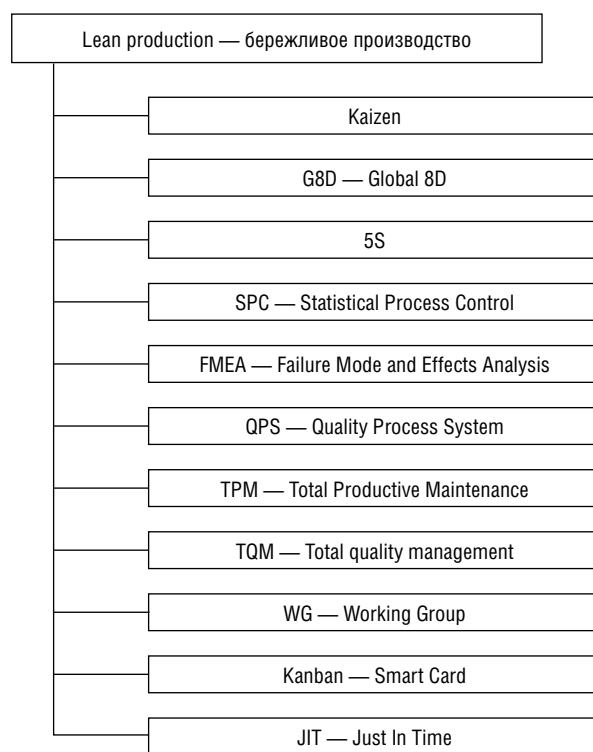 Lean production — бережливое производство
Kaizen
G8D — Global 8D
5S
SPC — Statistical Process Control
FMEA — Failure Mode and Effects Analysis
QPS — Quality Process System
TPM — Total Productive Maintenance
TQM — Total quality management
WG — Working Group
Kanban — Smart Card
JIT — Just In Time